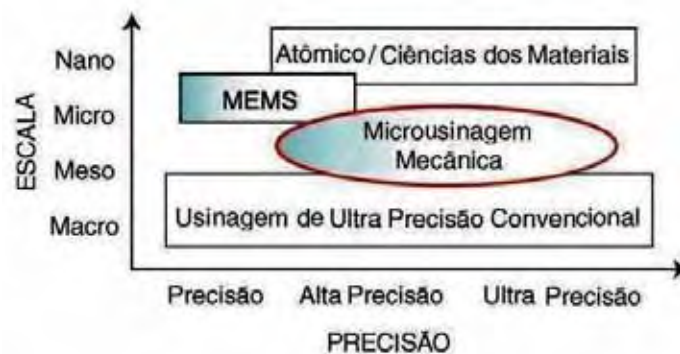 ESCALA
Nano
Micro
Meso
Macro
Atômico / Ciências dos Materiais
MEMS
Microusinagem
Mecânica
Usinagem de Ultra Precisão Convencional
Precisão
Alta Precisão
Ultra Precisão
PRECISÃO